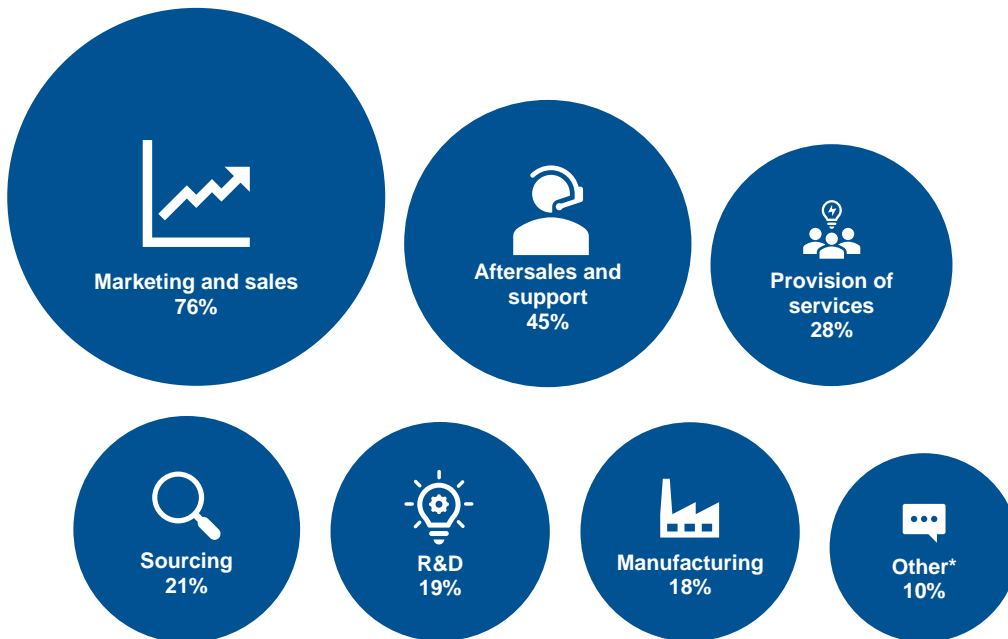 Marketing and sales
76%
Aftersales and
support
45%
Provision of
services
28%
Sourcing
21%
R&D
19%
Manufacturing
18%
Other*
10%